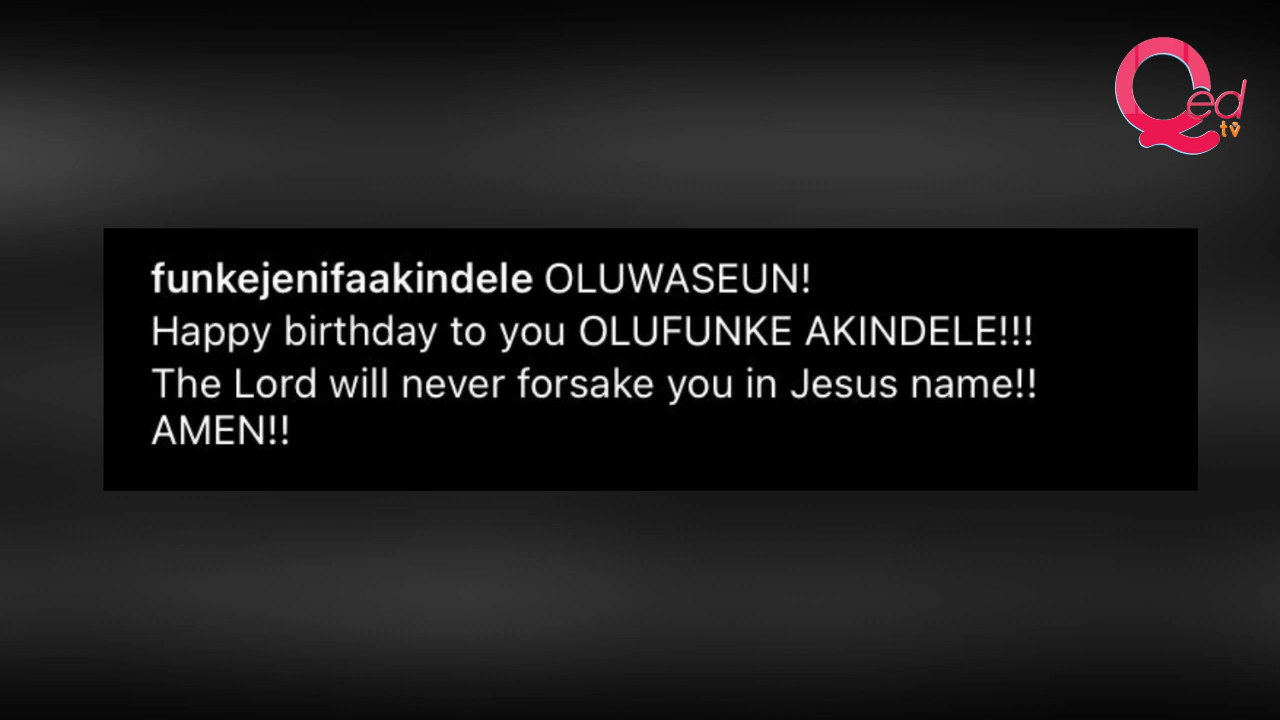 Qed
tv
funkejenifaakindele OLUWASEUN!
Happy birthday to you OLUFUNKE AKINDELE!!!
The Lord will never forsake you in Jesus name!!
AMEN!!